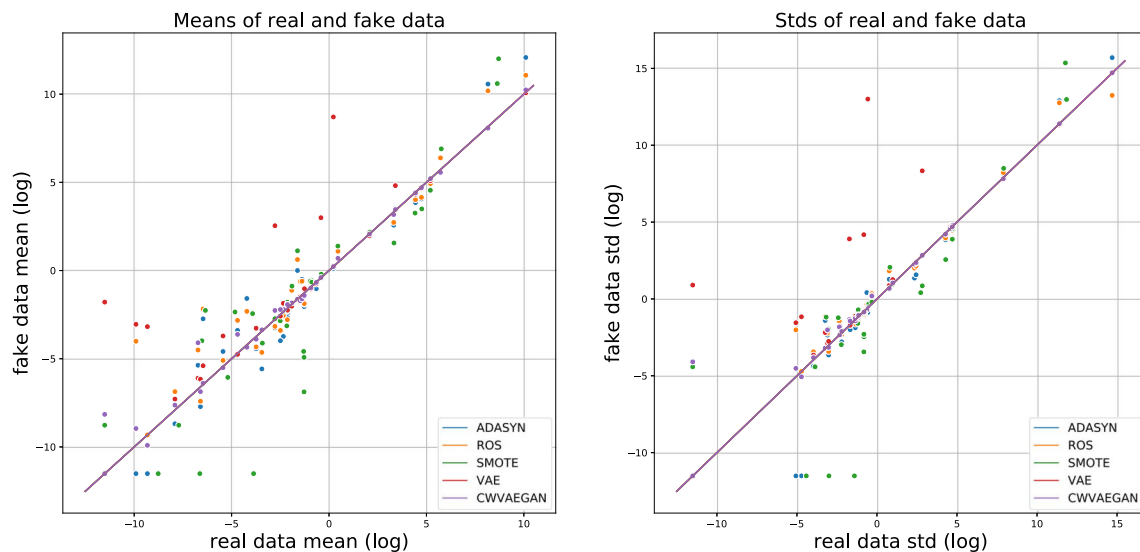 Means of real and fake data
fake data mean (log)
10
5
0
−5
−10
−10
−5
0
5
10
real data mean (log)
ADASYN
ROS
SMOTE
VAE
CWVAEGAN
Stds of real and fake data
fake data std (log)
15
10
5
0
−5
−10
−10
−5
0
5
10
15
real data std (log)
ADASYN
ROS
SMOTE
VAE
CWVAEGAN